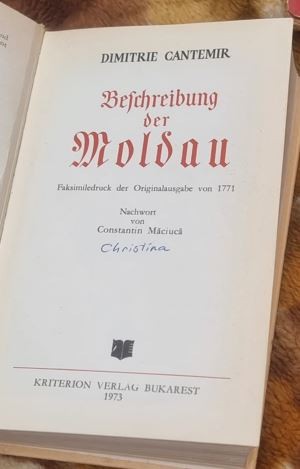 DIMITRIE CANTEMIR
Beſchreibung
der
Moldau
Faksimiledruck der Originalausgabe von 1771
Nachwort
von
Constantin Măciucă
Christina
KRITERION VERLAG BUKAREST
1973